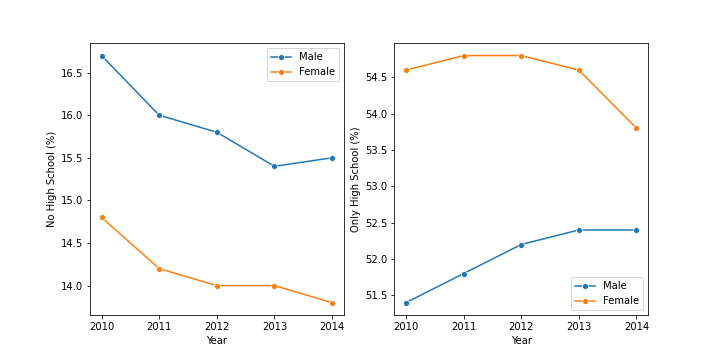 No High School (%)
16.5
16.0
15.5
15.0
14.5
14.0
2010
2011
2012
2013
2014
Year
Male
Female
Only High School (%)
54.5
54.0
53.5
53.0
52.5
52.0
51.5
2010
2011
2012
2013
2014
Year
Male
Female